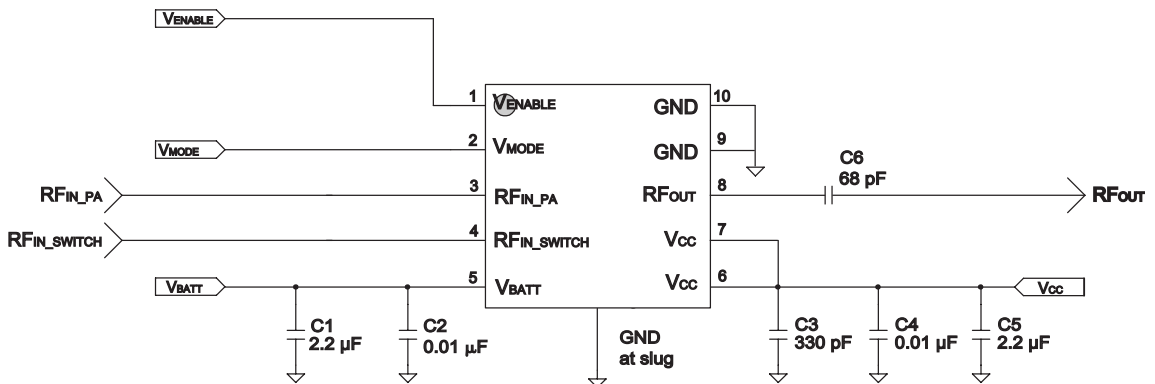 VENABLE
1 VENABLE
GND 10
VMODE
2 VMODE
GND 9
C6
68 pF
RFIN_PA
3 RFIN_PA
RFOUT 8
RFOUT
RFIN_SWITCH
4 RFIN_SWITCH
VCC 7
VBATT
5 VBATT
VCC 6
VCC
C1
2.2 µF
C2
0.01 µF
GND
at slug
C3
330 pF
C4
0.01 µF
C5
2.2 µF